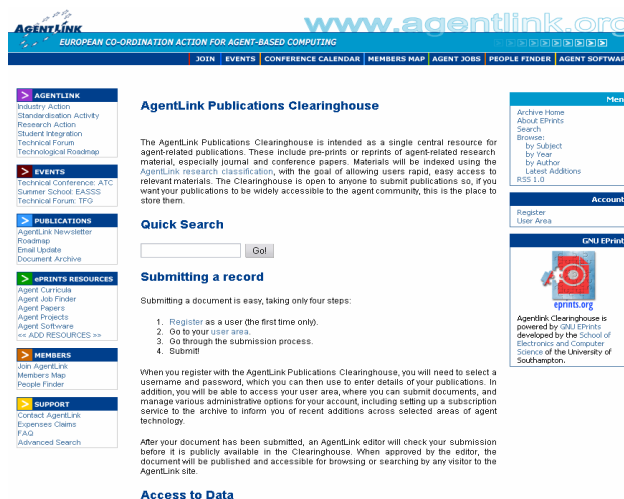 AGENTLINK
www.agentlink.org
EUROPEAN CO-ORDINATION ACTION FOR AGENT-BASED COMPUTING
JOIN EVENTS CONFERENCE CALENDAR MEMBERS MAP AGENT JOBS PEOPLE FINDER AGENT SOFTWAR
AGENTLINK
Industry Action
Standardisation Activity
Research Action
Student Integration
Technical Forum
Technological Roadmap
EVENTS
Technical Conference: ATC
Summer School: EASSS
Technical Forum: TFG
PUBLICATIONS
AgentLink Newsletter
Roadmap
Email Update
Document Archive
ePRINTS RESOURCES
Agent Curricula
Agent Job Finder
Agent Papers
Agent Projects
Agent Software
<< ADD RESOURCES >>
MEMBERS
Join AgentLink
Members Map
People Finder
SUPPORT
Contact AgentLink
Expenses Claims
FAQ
Advanced Search
AgentLink Publications Clearinghouse
The AgentLink Publications Clearinghouse is intended as a single central resource for
agent-related publications. These include pre-prints or reprints of agent-related research
material, especially journal and conference papers. Materials will be indexed using the
AgentLink research classification, with the goal of allowing users rapid, easy access to
relevant materials. The Clearinghouse is open to anyone to submit publications so, if you
want your publications to be widely accessible to the agent community, this is the place to
store them.
Quick Search
Go!
Submitting a record
Submitting a document is easy, taking only four steps:
1. Register as a user (the first time only).
2. Go to your user area.
3. Go through the submission process.
4. Submit!
When you register with the AgentLink Publications Clearinghouse, you will need to select a
username and password, which you can then use to enter details of your publications. In
addition, you will be able to access your user area, where you can submit documents, and
manage various administrative options for your account, including setting up a subscription
service to the archive to inform you of recent additions across selected areas of agent
technology.
After your document has been submitted, an AgentLink editor will check your submission
before it is publicly available in the Clearinghouse. When approved by the editor, the
document will be published and accessible for browsing or searching by any visitor to the
AgentLink site.
Access to Data
Men
Archive Home
About EPrints
Search
Browse:
by Subject
by Year
by Author
Latest Additions
RSS 1.0
Account
Register
User Area
GNU EPrint
eprints.org
Agentlink Clearinghouse is
powered by GNU EPrints
developed by the School of
Electronics and Computer
Science of the University of
Southampton.